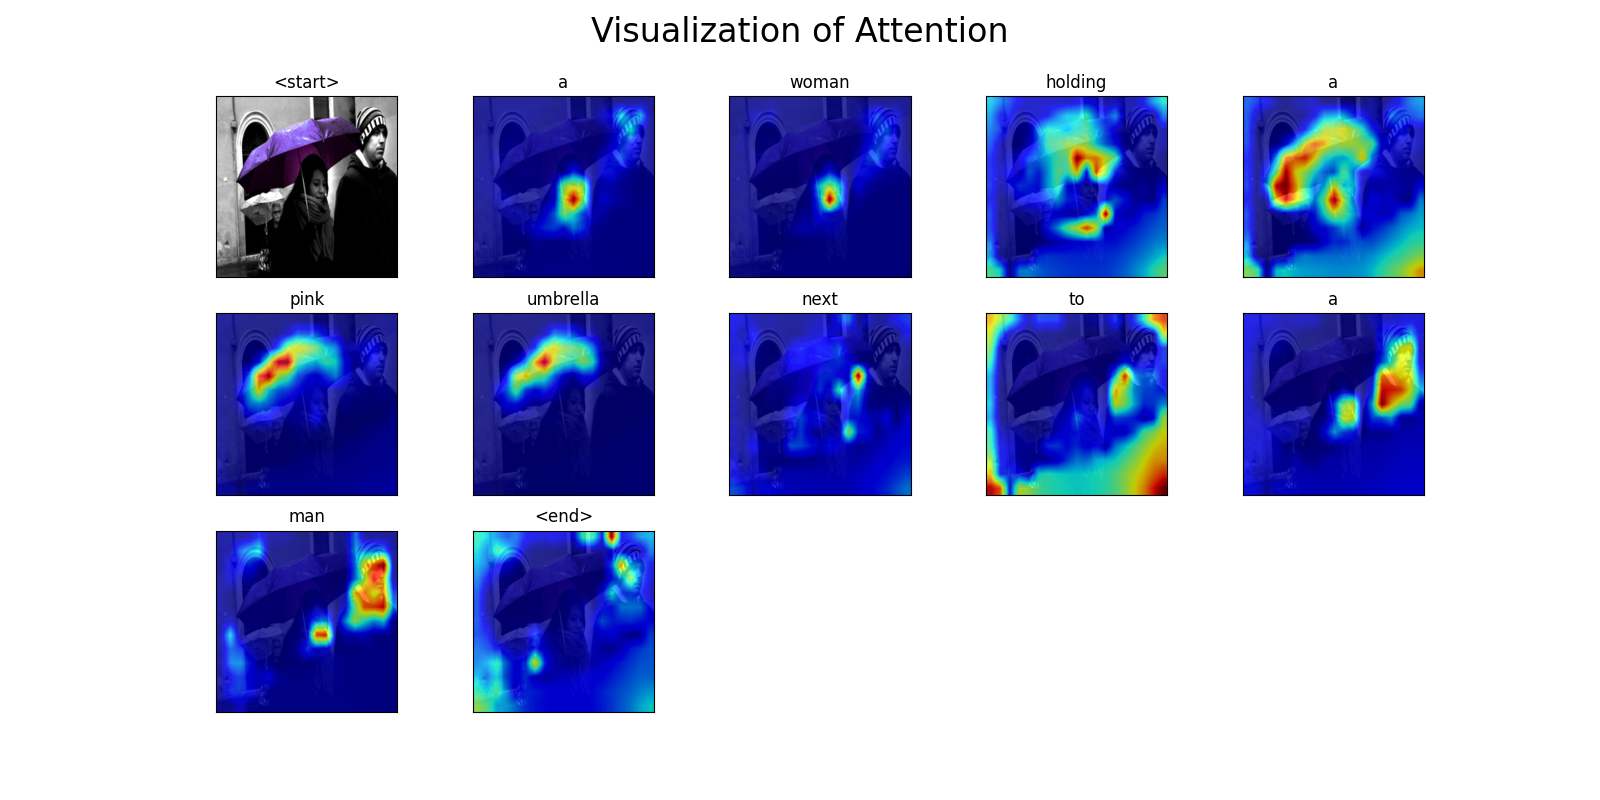 Visualization of Attention
<start> a woman holding a
pink umbrella next to a
man <end>